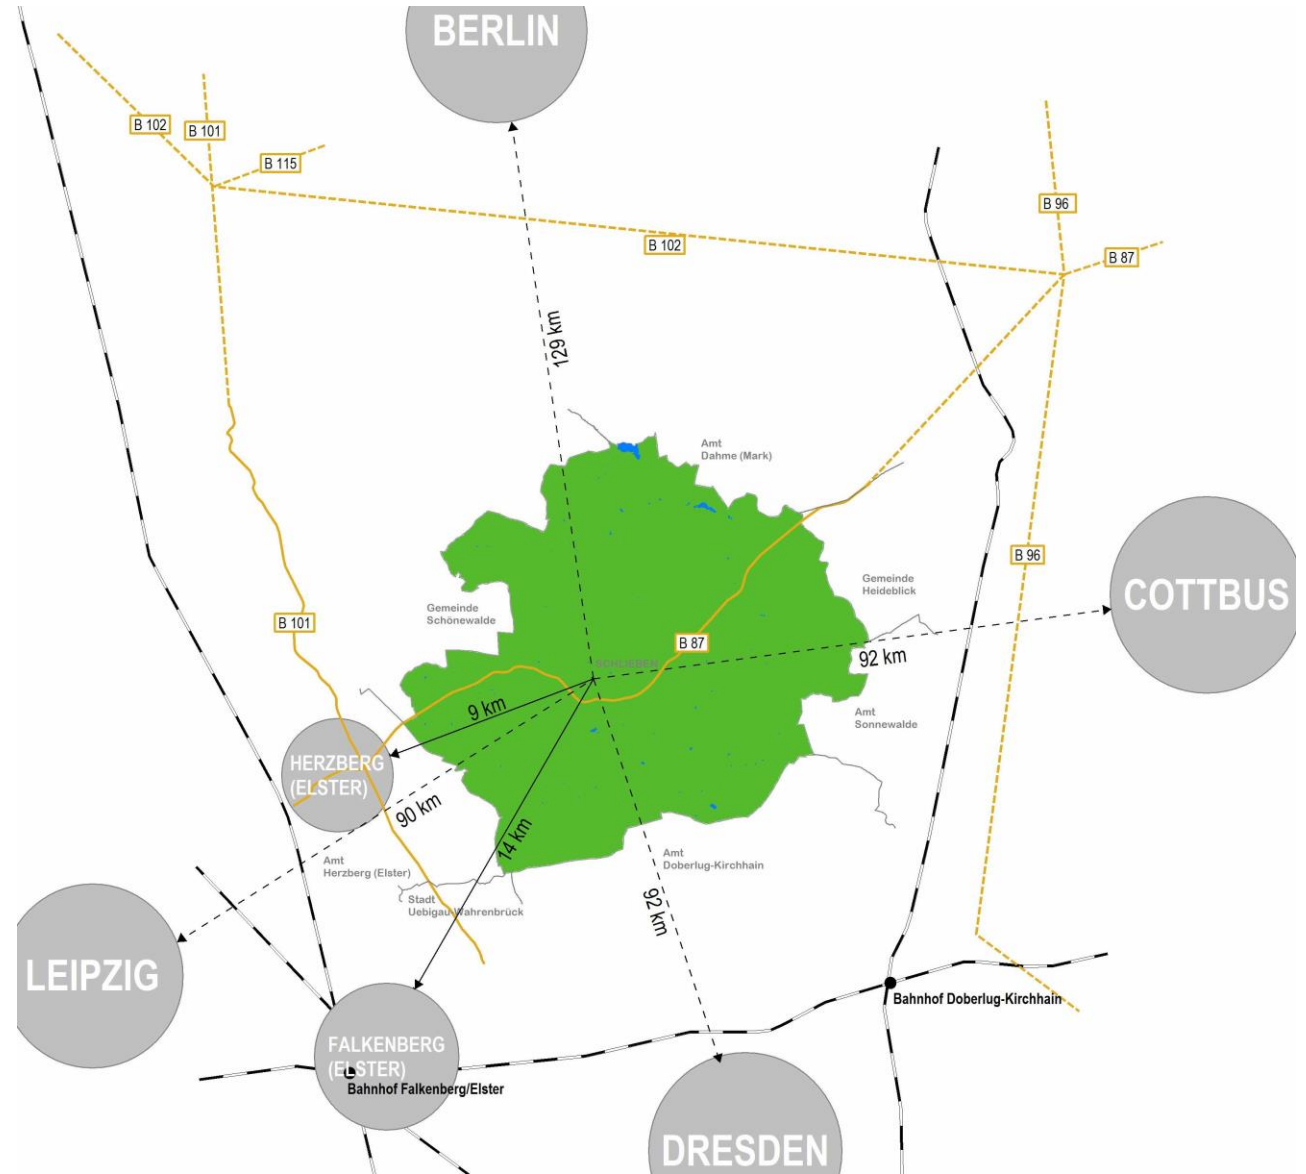 BERLIN
B 102
B 101
B 115
B 96
B 102
B 87
129 km
Amt
Dahme (Mark)
B 96
COTTBUS
Gemeinde
Heideblick
Gemeinde
Schönewalde
B 101
B 87
92 km
SCHLIEBEN
9 km
Amt
Sonnewalde
HERZBERG
(ELSTER)
90 km
14 km
Amt
Herzberg (Elster)
Amt
Doberlug-Kirchhain
Stadt
Uebigau-Wahrenbrück
92 km
LEIPZIG
Bahnhof Doberlug-Kirchhain
FALKENBERG
(ELSTER)
Bahnhof Falkenberg/Elster
DRESDEN